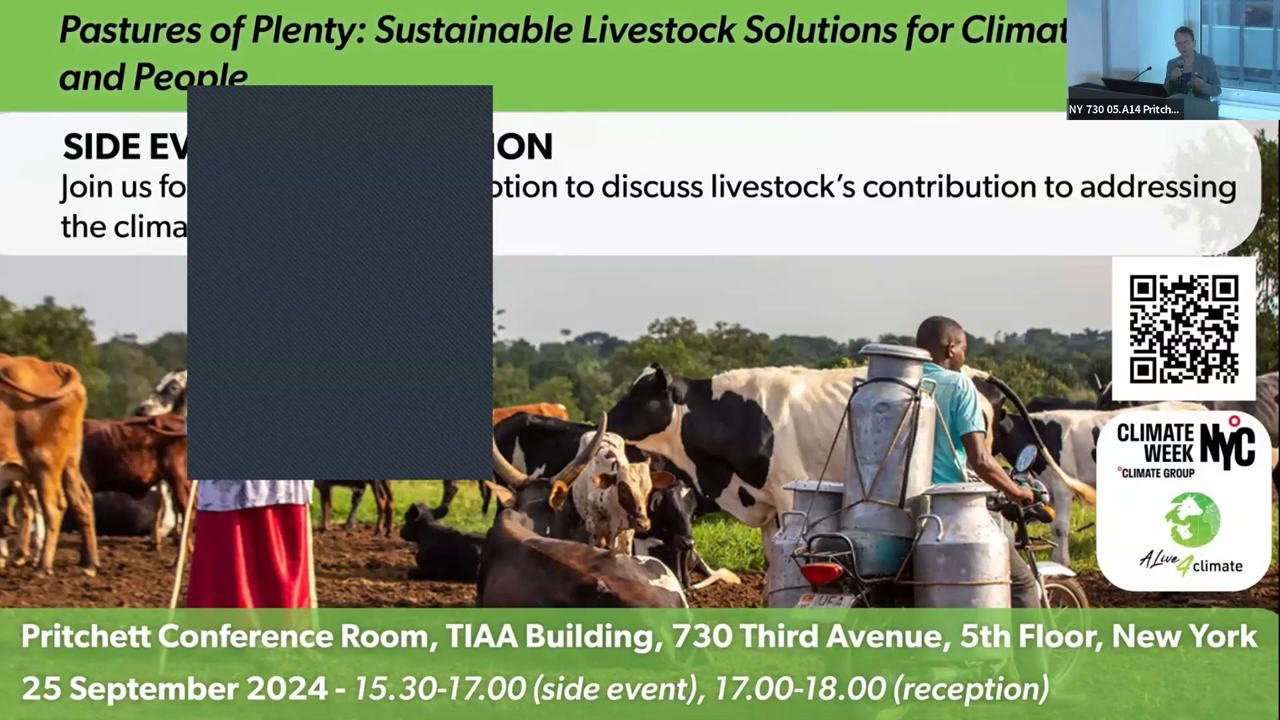 Pastures of Plenty: Sustainable Livestock Solutions for Climat
and People
NY 730 05.A14 Pritch...
SIDE EV ION
Join us fo ption to discuss livestock's contribution to addressing
the clima
CLIMATE
WEEK NYC
°CLIMATE GROUP
ALive4climate
Pritchett Conference Room, TIAA Building, 730 Third Avenue, 5th Floor, New York
25 September 2024 - 15.30-17.00 (side event), 17.00-18.00 (reception)